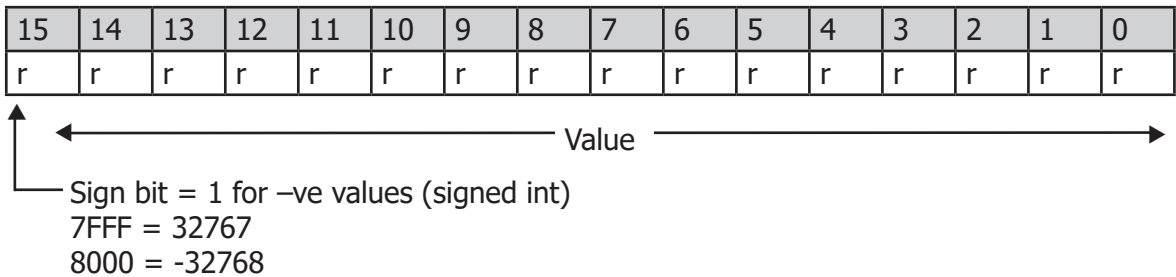 15 14 13 12 11 10 9 8 7 6 5 4 3 2 1 0
r r r r r r r r r r r r r r r r
Value
Sign bit = 1 for –ve values (signed int)
7FFF = 32767
8000 = -32768